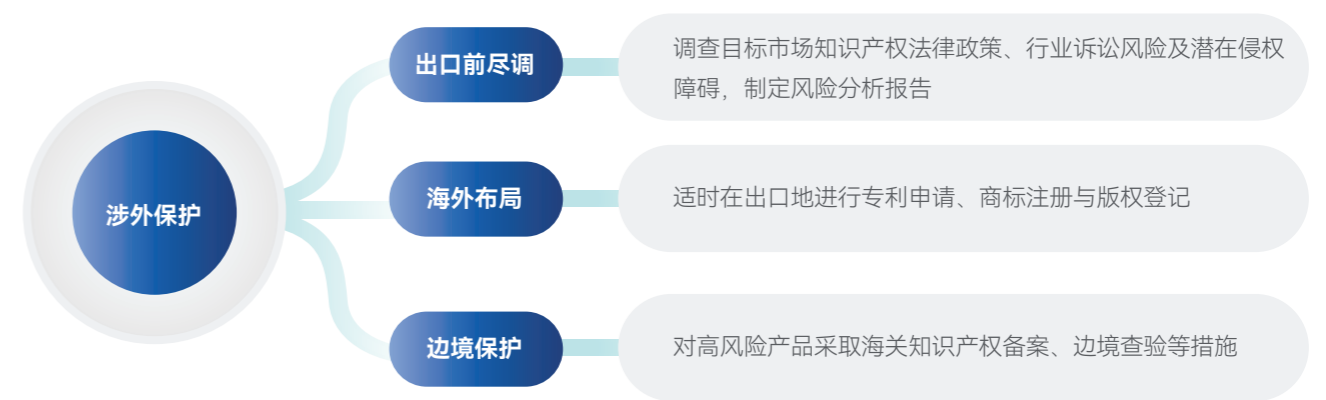 涉外保护
出口前尽调
调查目标市场知识产权法律政策、行业诉讼风险及潜在侵权
障碍，制定风险分析报告
海外布局
适时在出口地进行专利申请、商标注册与版权登记
边境保护
对高风险产品采取海关知识产权备案、边境查验等措施